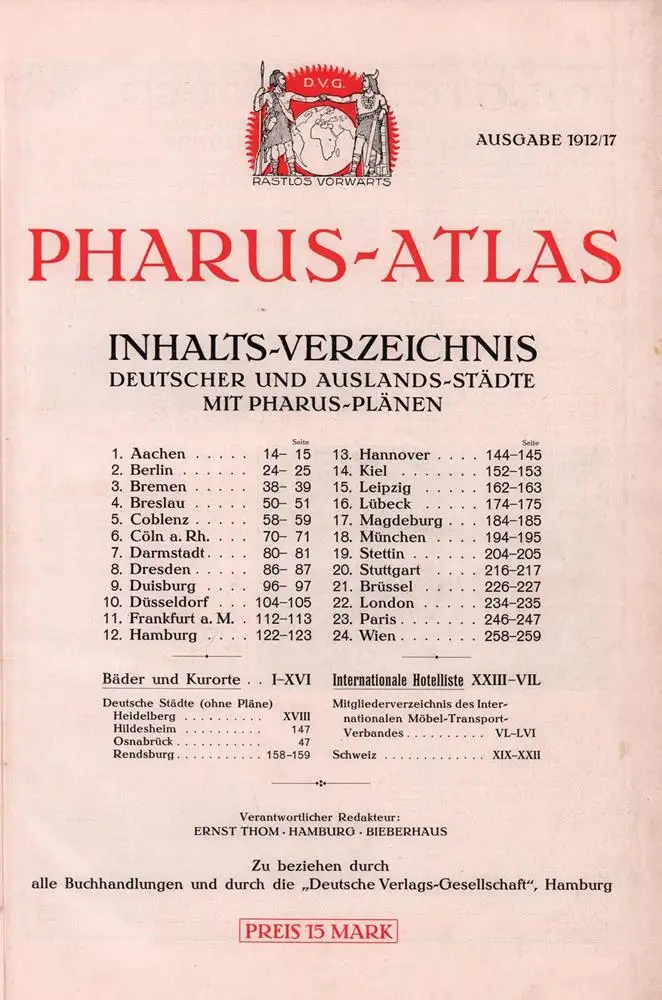 D.V.G.
RASTLOS VORWÄRTS
AUSGABE 1912/17
PHARUS-ATLAS
INHALTS-VERZEICHNIS
DEUTSCHER UND AUSLANDS-STÄDTE
MIT PHARUS-PLÄNEN
Seite
1. Aachen . . . . . 14– 15
2. Berlin . . . . . . 24– 25
3. Bremen . . . . . 38– 39
4. Breslau . . . . . 50– 51
5. Coblenz . . . . . 58– 59
6. Cöln a. Rh. . . . 70– 71
7. Darmstadt . . . . 80– 81
8. Dresden . . . . . 86– 87
9. Duisburg . . . . 96– 97
10. Düsseldorf . . . 104–105
11. Frankfurt a. M. . 112–113
12. Hamburg . . . . 122–123
Seite
13. Hannover . . . . 144–145
14. Kiel . . . . . . . 152–153
15. Leipzig . . . . . 162–163
16. Lübeck . . . . . 174–175
17. Magdeburg . . . 184–185
18. München . . . . 194–195
19. Stettin . . . . . . 204–205
20. Stuttgart . . . . 216–217
21. Brüssel . . . . . 226–227
22. London . . . . . 234–235
23. Paris . . . . . . . 246–247
24. Wien . . . . . . . 258–259
Bäder und Kurorte . . I–XVI
Deutsche Städte (ohne Pläne)
Heidelberg . . . . . . . . . . XVIII
Hildesheim . . . . . . . . . . 147
Osnabrück . . . . . . . . . . . 47
Rendsburg . . . . . . . . . . . 158–159
Internationale Hotelliste XXIII–VIL
Mitgliederverzeichnis des Inter-
nationalen Möbel-Transport-
Verbandes . . . . . . . . . VL–LVI
Schweiz . . . . . . . . . . . . . XIX–XXII
Verantwortlicher Redakteur:
ERNST THOM · HAMBURG · BIEBERHAUS
Zu beziehen durch
alle Buchhandlungen und durch die „Deutsche Verlags-Gesellschaft“, Hamburg
PREIS 15 MARK